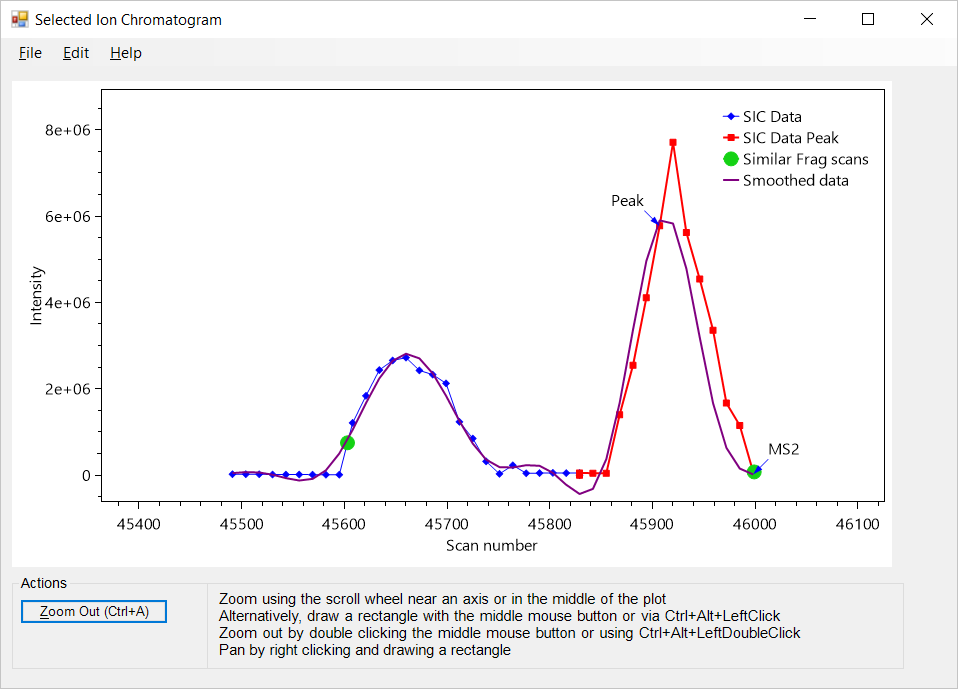 Selected Ion Chromatogram
File Edit Help
SIC Data
SIC Data Peak
Similar Frag scans
Smoothed data
Peak
MS2
Intensity
8e+06
6e+06
4e+06
2e+06
0
45400 45500 45600 45700 45800 45900 46000 46100
Scan number
Actions
Zoom Out (Ctrl+A)
Zoom using the scroll wheel near an axis or in the middle of the plot
Alternatively, draw a rectangle with the middle mouse button or via Ctrl+Alt+LeftClick
Zoom out by double clicking the middle mouse button or using Ctrl+Alt+LeftDoubleClick
Pan by right clicking and drawing a rectangle